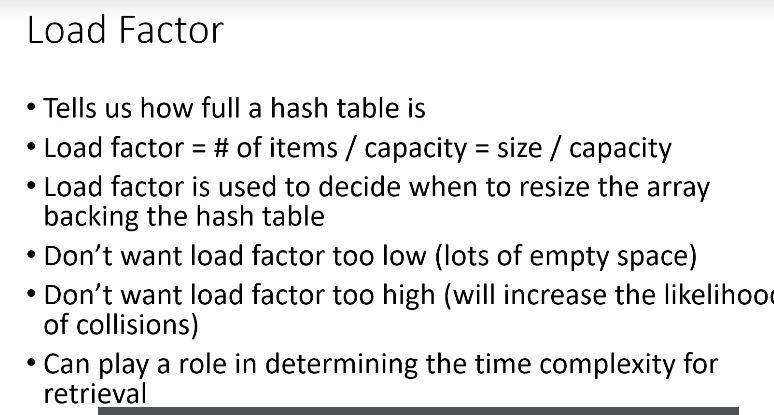 Load Factor
• Tells us how full a hash table is
• Load factor = # of items / capacity = size / capacity
• Load factor is used to decide when to resize the array
backing the hash table
• Don’t want load factor too low (lots of empty space)
• Don’t want load factor too high (will increase the likelihoo
of collisions)
• Can play a role in determining the time complexity for
retrieval